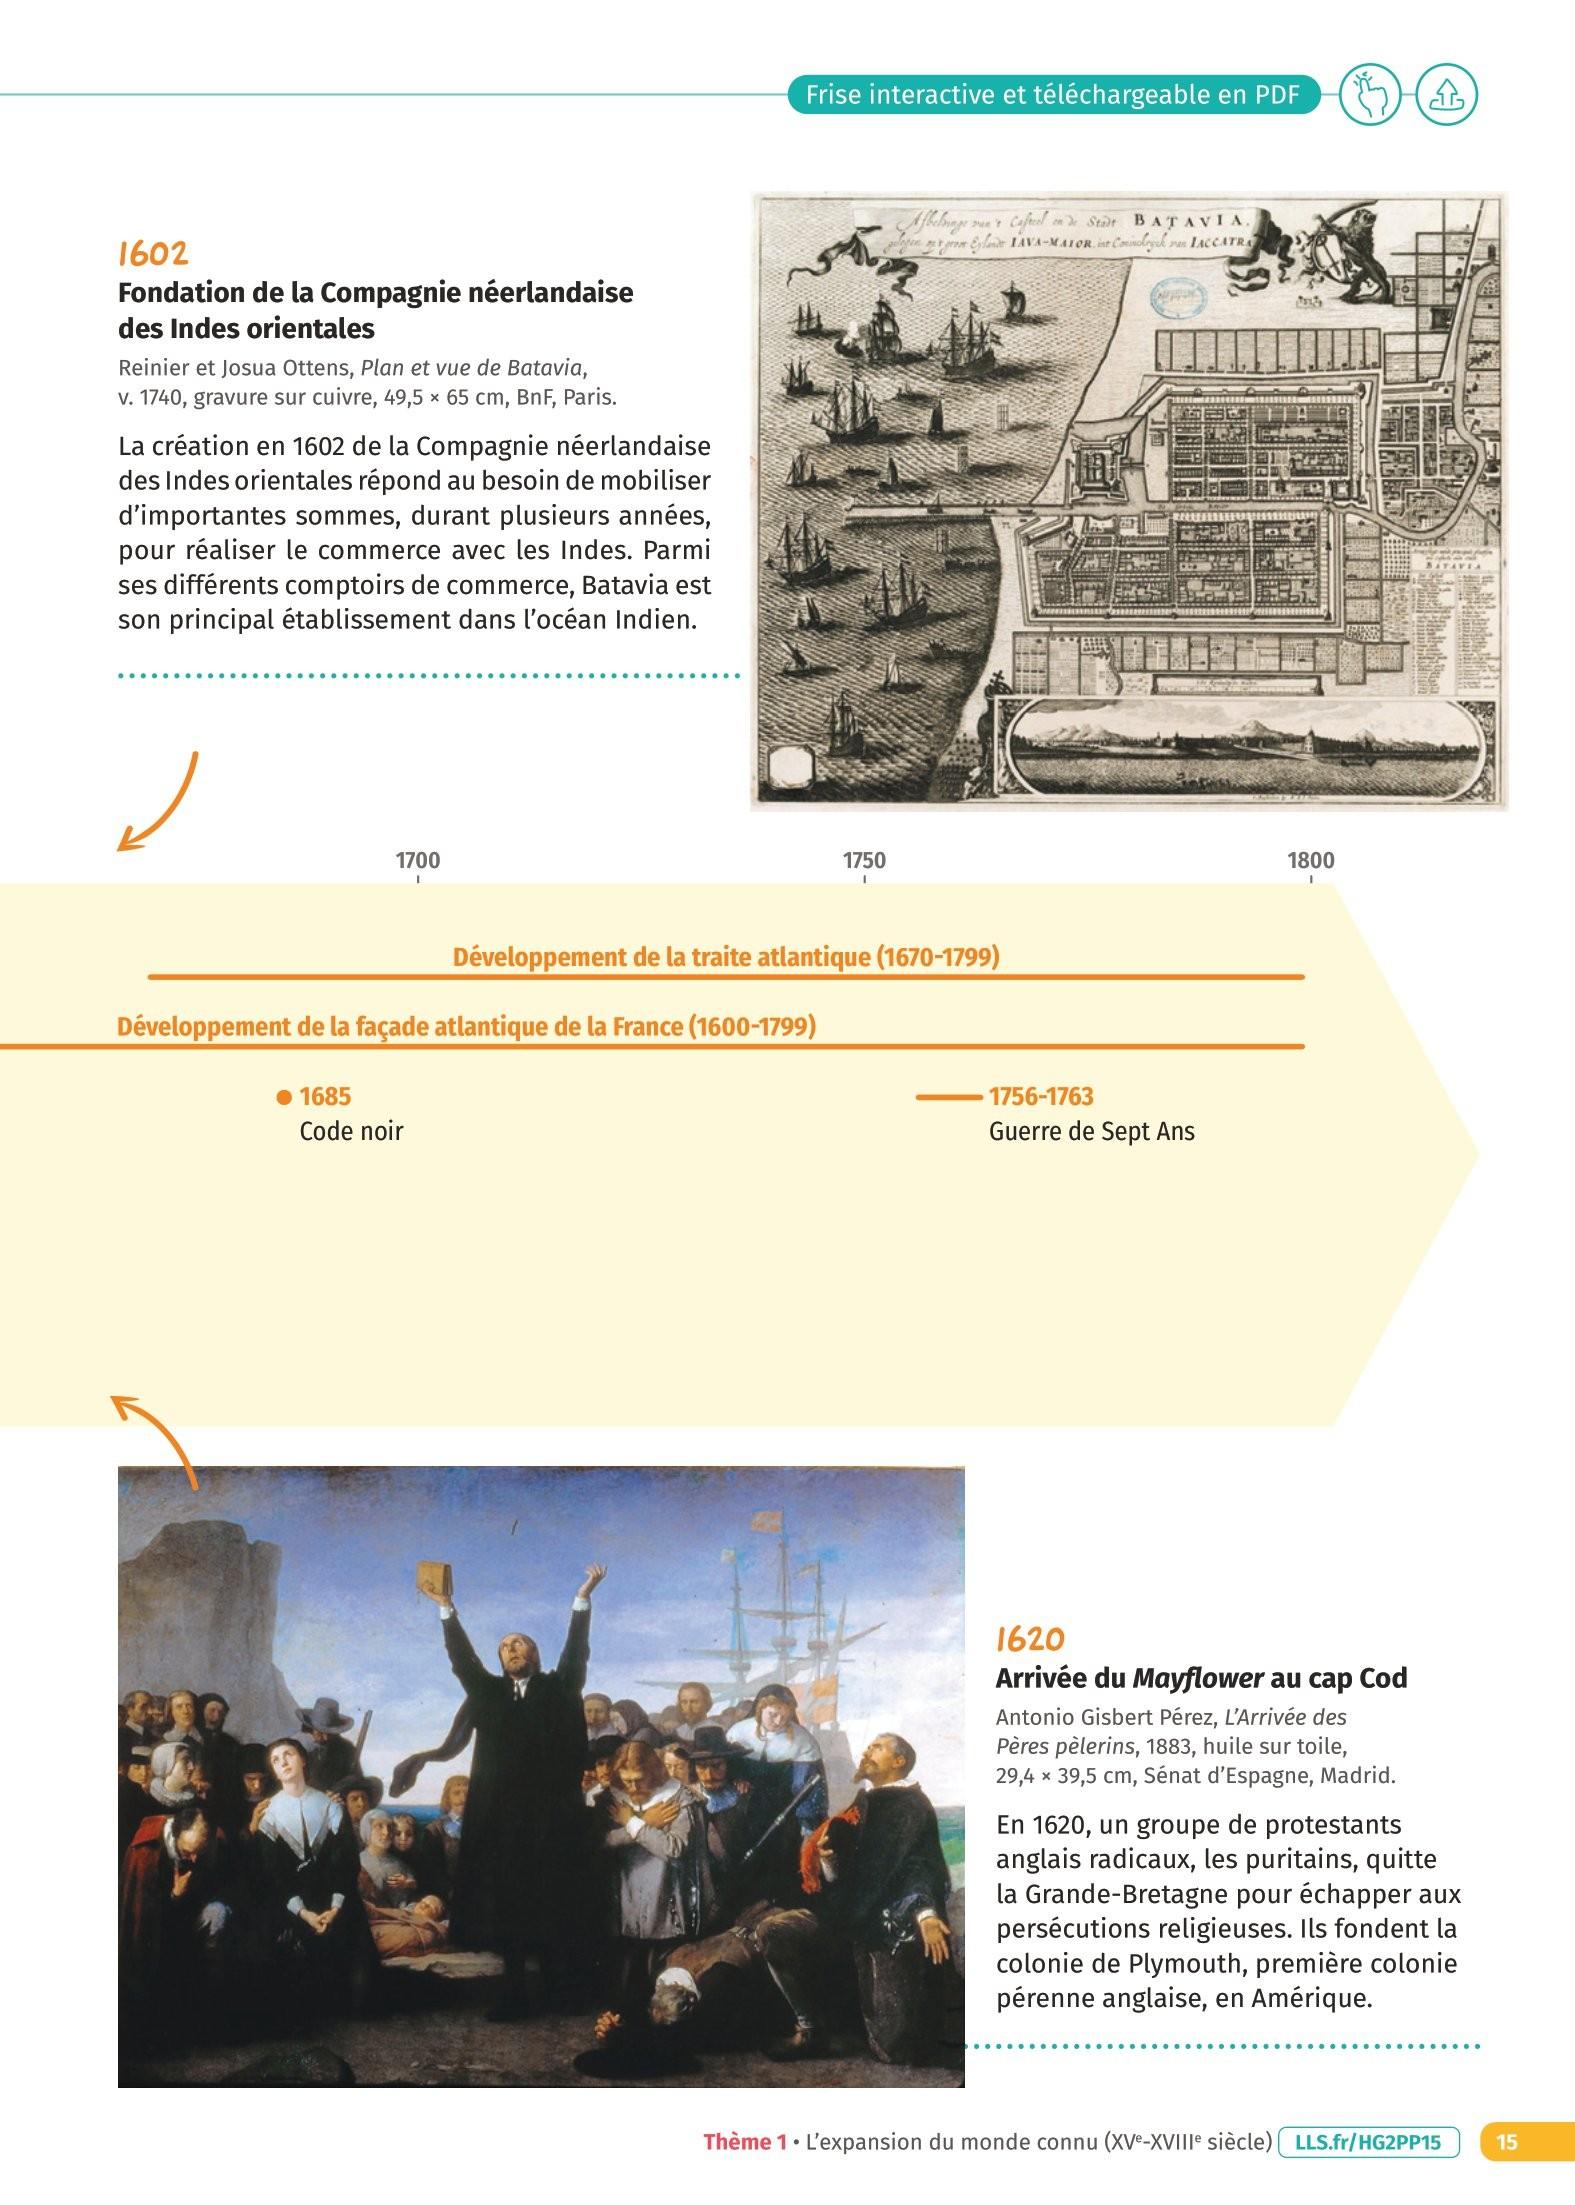 Frise interactive et téléchargeable en PDF
1602
Fondation de la Compagnie néerlandaise
des Indes orientales
Reinier et Josua Ottens, Plan et vue de Batavia,
v. 1740, gravure sur cuivre, 49,5 × 65 cm, BnF, Paris.
La création en 1602 de la Compagnie néerlandaise
des Indes orientales répond au besoin de mobiliser
d’importantes sommes, durant plusieurs années,
pour réaliser le commerce avec les Indes. Parmi
ses différents comptoirs de commerce, Batavia est
son principal établissement dans l’océan Indien.
Afbeldinge van't Casteel en de Stadt BATAVIA,
gelegen op't groot Eylandt IAVA-MAIOR, int Coninckryck van IACCATRA
BATAVIA
1700
1750
1800
Développement de la traite atlantique (1670-1799)
Développement de la façade atlantique de la France (1600-1799)
1685
Code noir
1756-1763
Guerre de Sept Ans
1620
Arrivée du Mayflower au cap Cod
Antonio Gisbert Pérez, L’Arrivée des
Pères pèlerins, 1883, huile sur toile,
29,4 × 39,5 cm, Sénat d’Espagne, Madrid.
En 1620, un groupe de protestants
anglais radicaux, les puritains, quitte
la Grande-Bretagne pour échapper aux
persécutions religieuses. Ils fondent la
colonie de Plymouth, première colonie
pérenne anglaise, en Amérique.
Thème 1 • L’expansion du monde connu (XVe-XVIIIe siècle) LLS.fr/HG2PP15 15